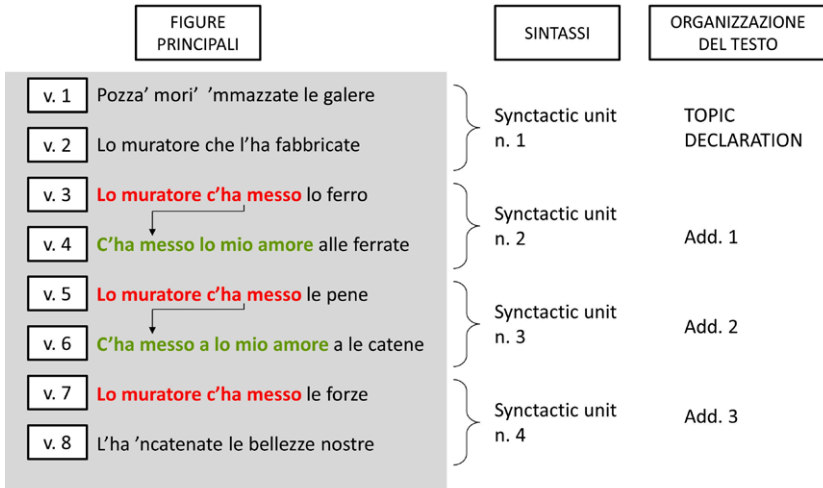 FIGURE
PRINCIPALI
SINTASSI
ORGANIZZAZIONE
DEL TESTO
v. 1 Pozza' mori' 'mmazzate le galere
v. 2 Lo muratore che l'ha fabbricate
Synctactic unit
n. 1
TOPIC
DECLARATION
v. 3 Lo muratore c'ha messo lo ferro
v. 4 C'ha messo lo mio amore alle ferrate
Synctactic unit
n. 2
Add. 1
v. 5 Lo muratore c'ha messo le pene
v. 6 C'ha messo a lo mio amore a le catene
Synctactic unit
n. 3
Add. 2
v. 7 Lo muratore c'ha messo le forze
v. 8 L'ha 'ncatenate le bellezze nostre
Synctactic unit
n. 4
Add. 3